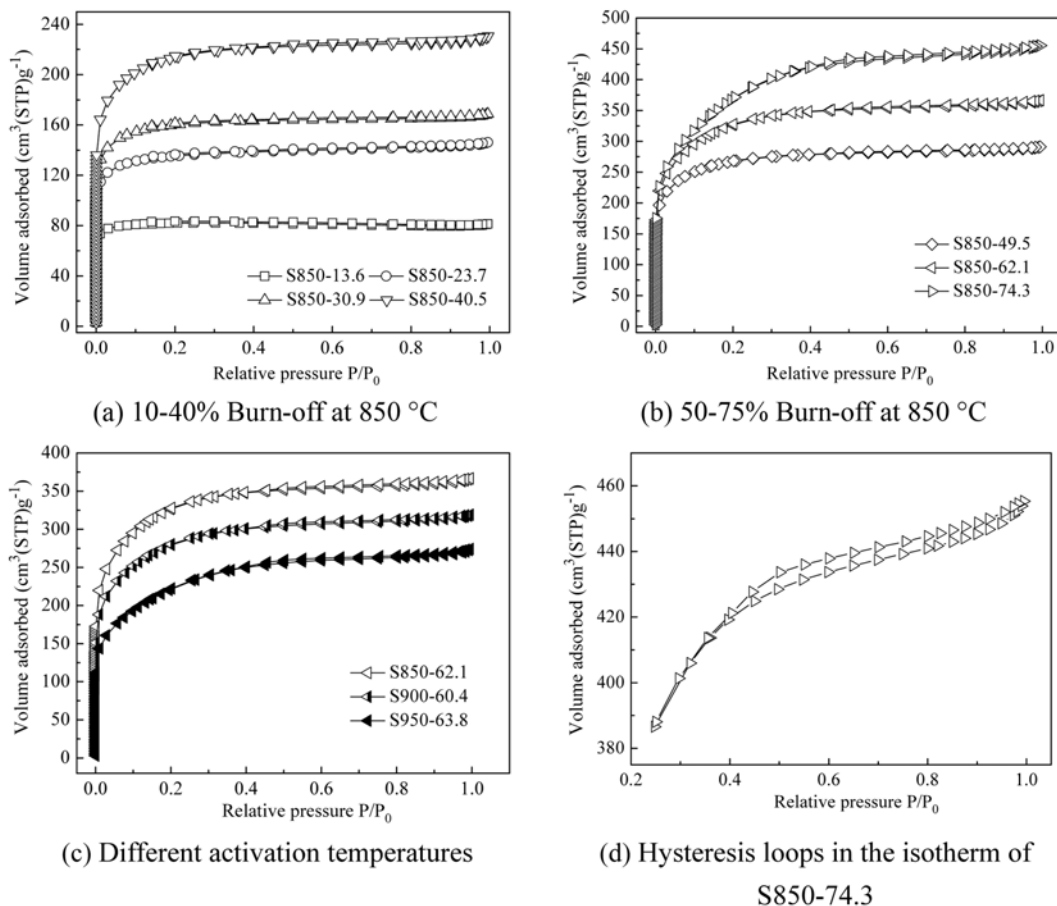 240
200
160
120
80
40
0
Volume adsorbed (cm³(STP)g⁻¹)
S850-13.6 S850-23.7
S850-30.9 S850-40.5
0.0 0.2 0.4 0.6 0.8 1.0
Relative pressure P/P₀
(a) 10-40% Burn-off at 850 °C
500
450
400
350
300
250
200
150
100
50
0
Volume adsorbed (cm³(STP)g⁻¹)
S850-49.5
S850-62.1
S850-74.3
0.0 0.2 0.4 0.6 0.8 1.0
Relative pressure P/P₀
(b) 50-75% Burn-off at 850 °C
400
350
300
250
200
150
100
50
0
Volume adsorbed (cm³(STP)g⁻¹)
S850-62.1
S900-60.4
S950-63.8
0.0 0.2 0.4 0.6 0.8 1.0
Relative pressure P/P₀
(c) Different activation temperatures
460
440
420
400
380
Volume adsorbed (cm³(STP)g⁻¹)
0.2 0.4 0.6 0.8 1.0
Relative pressure P/P₀
(d) Hysteresis loops in the isotherm of
S850-74.3